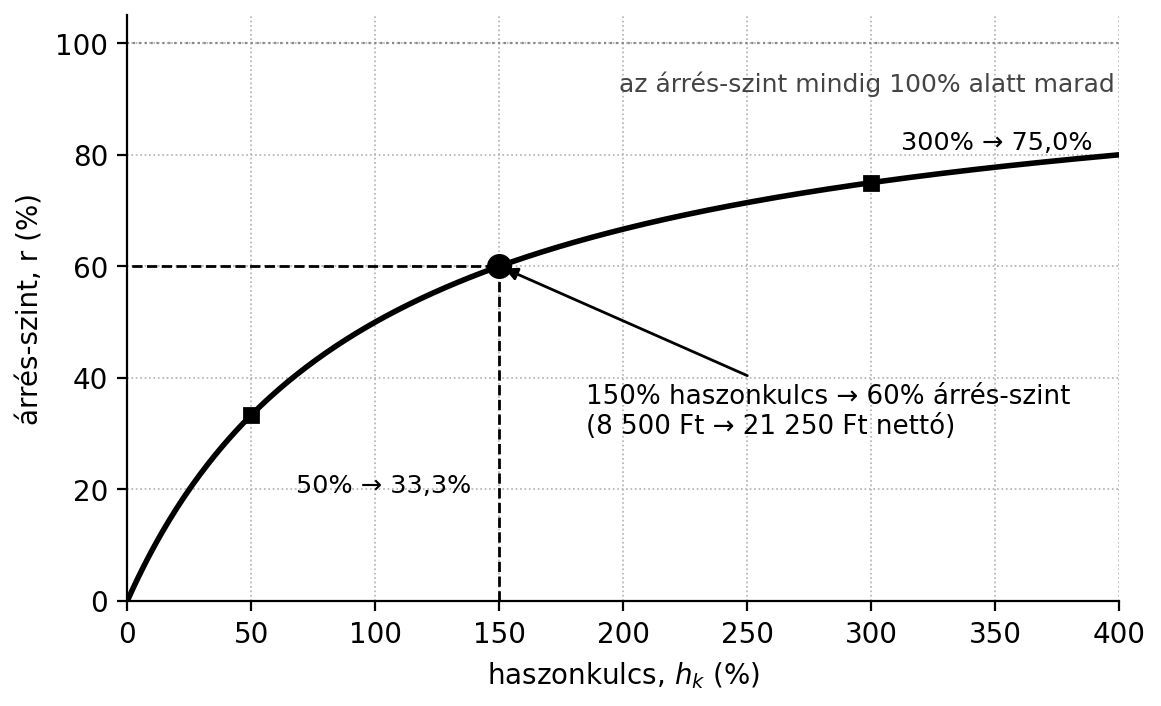 100
az árrés-szint mindig 100% alatt marad
300% → 75,0%
80
60
árrés-szint, r (%)
40
150% haszonkulcs → 60% árrés-szint
(8 500 Ft → 21 250 Ft nettó)
50% → 33,3%
20
0
0 50 100 150 200 250 300 350 400
haszonkulcs, hₖ (%)